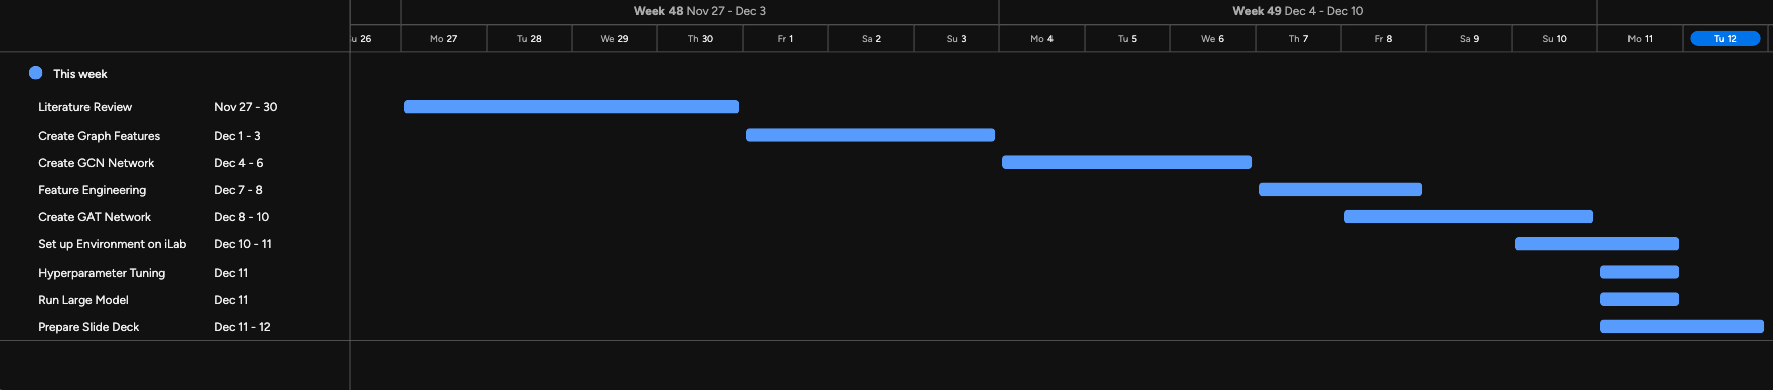 Week 48 Nov 27 - Dec 3 Week 49 Dec 4 - Dec 10
u 26 Mo 27 Tu 28 We 29 Th 30 Fr 1 Sa 2 Su 3 Mo 4 Tu 5 We 6 Th 7 Fr 8 Sa 9 Su 10 Mo 11 Tu 12
This week
Literature Review Nov 27 - 30
Create Graph Features Dec 1 - 3
Create GCN Network Dec 4 - 6
Feature Engineering Dec 7 - 8
Create GAT Network Dec 8 - 10
Set up Environment on iLab Dec 10 - 11
Hyperparameter Tuning Dec 11
Run Large Model Dec 11
Prepare Slide Deck Dec 11 - 12